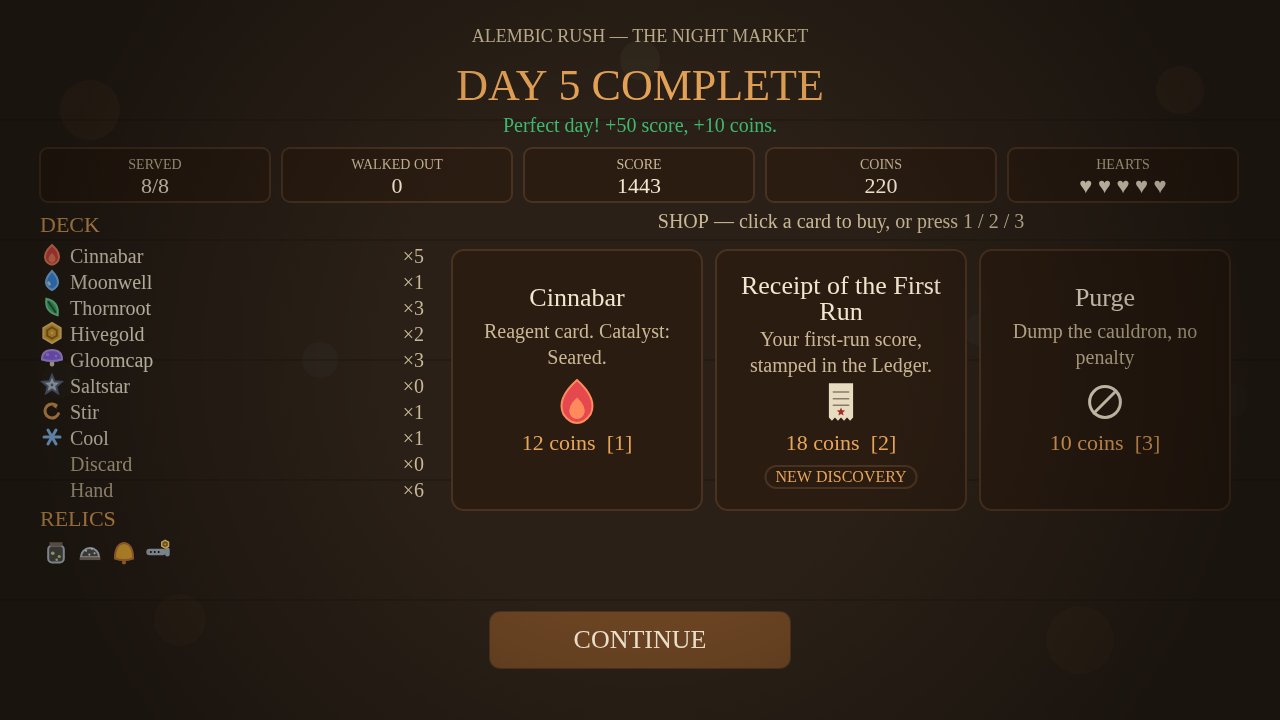 ALEMBIC RUSH — THE NIGHT MARKET
DAY 5 COMPLETE
Perfect day! +50 score, +10 coins.
SERVED
8/8
WALKED OUT
0
SCORE
1443
COINS
220
HEARTS
♥ ♥ ♥ ♥ ♥
DECK
Cinnabar ×5
Moonwell ×1
Thornroot ×3
Hivegold ×2
Gloomcap ×3
Saltstar ×0
Stir ×1
Cool ×1
Discard ×0
Hand ×6
RELICS
SHOP — click a card to buy, or press 1 / 2 / 3
Cinnabar
Reagent card. Catalyst:
Seared.
12 coins [1]
Receipt of the First
Run
Your first-run score,
stamped in the Ledger.
18 coins [2]
NEW DISCOVERY
Purge
Dump the cauldron, no
penalty
10 coins [3]
CONTINUE